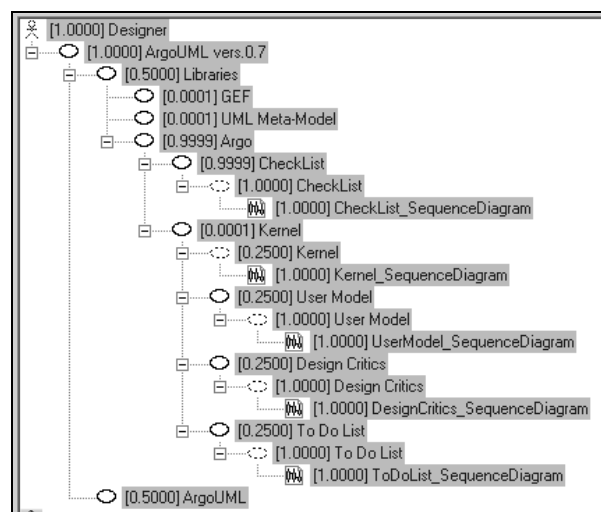 [1.0000] Designer
[1.0000] ArgoUML vers.0.7
[0.5000] Libraries
[0.0001] GEF
[0.0001] UML Meta-Model
[0.9999] Argo
[0.9999] CheckList
[1.0000] CheckList
[1.0000] CheckList_SequenceDiagram
[0.0001] Kernel
[0.2500] Kernel
[1.0000] Kernel_SequenceDiagram
[0.2500] User Model
[1.0000] User Model
[1.0000] UserModel_SequenceDiagram
[0.2500] Design Critics
[1.0000] Design Critics
[1.0000] DesignCritics_SequenceDiagram
[0.2500] To Do List
[1.0000] To Do List
[1.0000] ToDoList_SequenceDiagram
[0.5000] ArgoUML